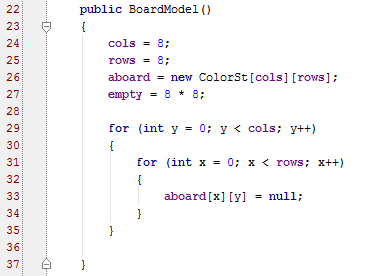 22 public BoardModel()
23 {
24 cols = 8;
25 rows = 8;
26 aboard = new ColorSt[cols][rows];
27 empty = 8 * 8;
28
29 for (int y = 0; y < cols; y++)
30 {
31 for (int x = 0; x < rows; x++)
32 {
33 aboard[x][y] = null;
34 }
35 }
36
37 }